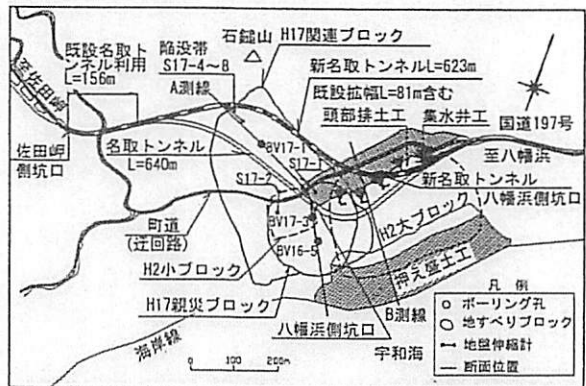 石鎚山
H17関連ブロック
陥没帯
S17-4〜8
A測線
既設名取ト
ンネル利用
L=156m
至佐田岬
新名取トンネルL=623m
既設拡幅L=81m含む
頭部排土工
集水井工
国道197号
至八幡浜
佐田岬
側坑口
名取トンネル
L=640m
BV17-1
S17-1
S17-2
BV17-3
BV16-5
新名取トンネル
八幡浜側坑口
町道
(迂回路)
H2大ブロック
H2小ブロック
押え盛土工
H17親災ブロック
八幡浜側坑口
B測線
宇和海
海岸線
0 100 200m
凡例
ボーリング孔
地すべりブロック
地盤伸縮計
断面位置